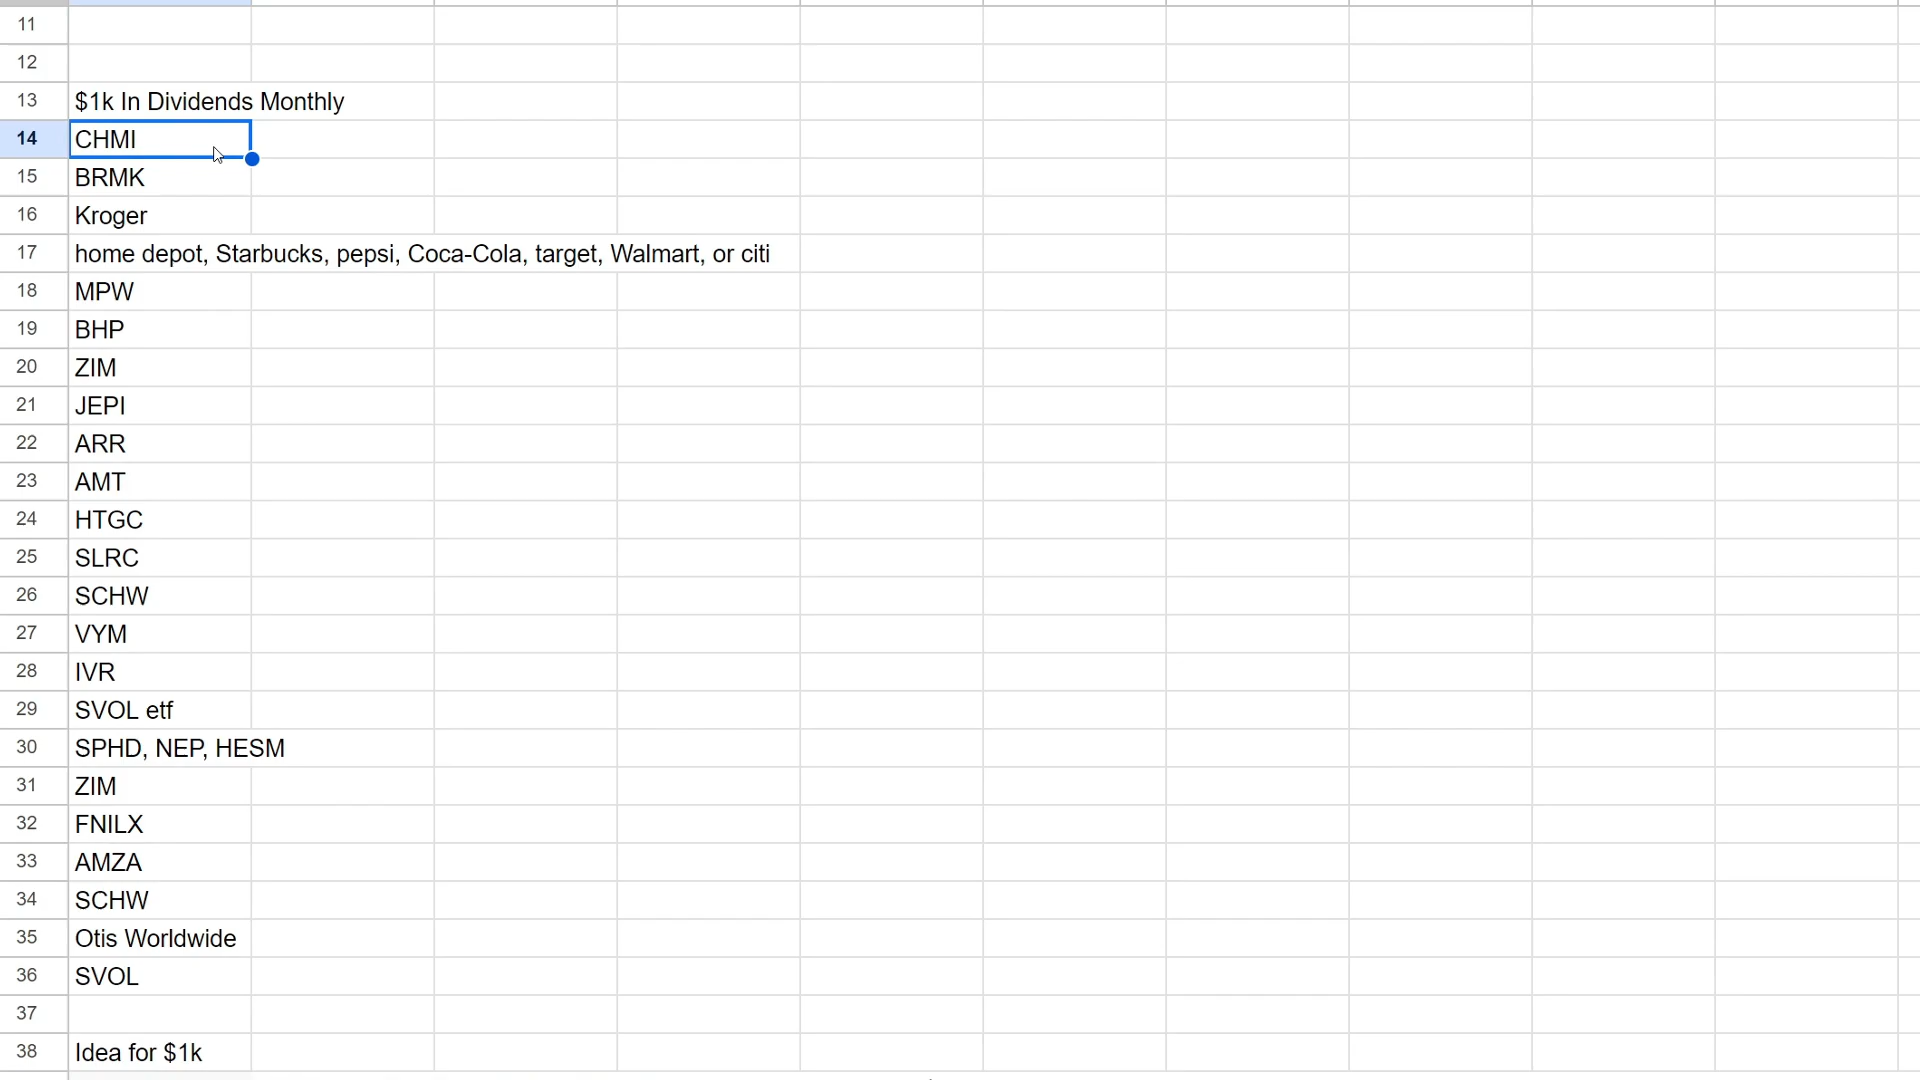 11
12
13 $1k In Dividends Monthly
14 CHMI
15 BRMK
16 Kroger
17 home depot, Starbucks, pepsi, Coca-Cola, target, Walmart, or citi
18 MPW
19 BHP
20 ZIM
21 JEPI
22 ARR
23 AMT
24 HTGC
25 SLRC
26 SCHW
27 VYM
28 IVR
29 SVOL etf
30 SPHD, NEP, HESM
31 ZIM
32 FNILX
33 AMZA
34 SCHW
35 Otis Worldwide
36 SVOL
37
38 Idea for $1k